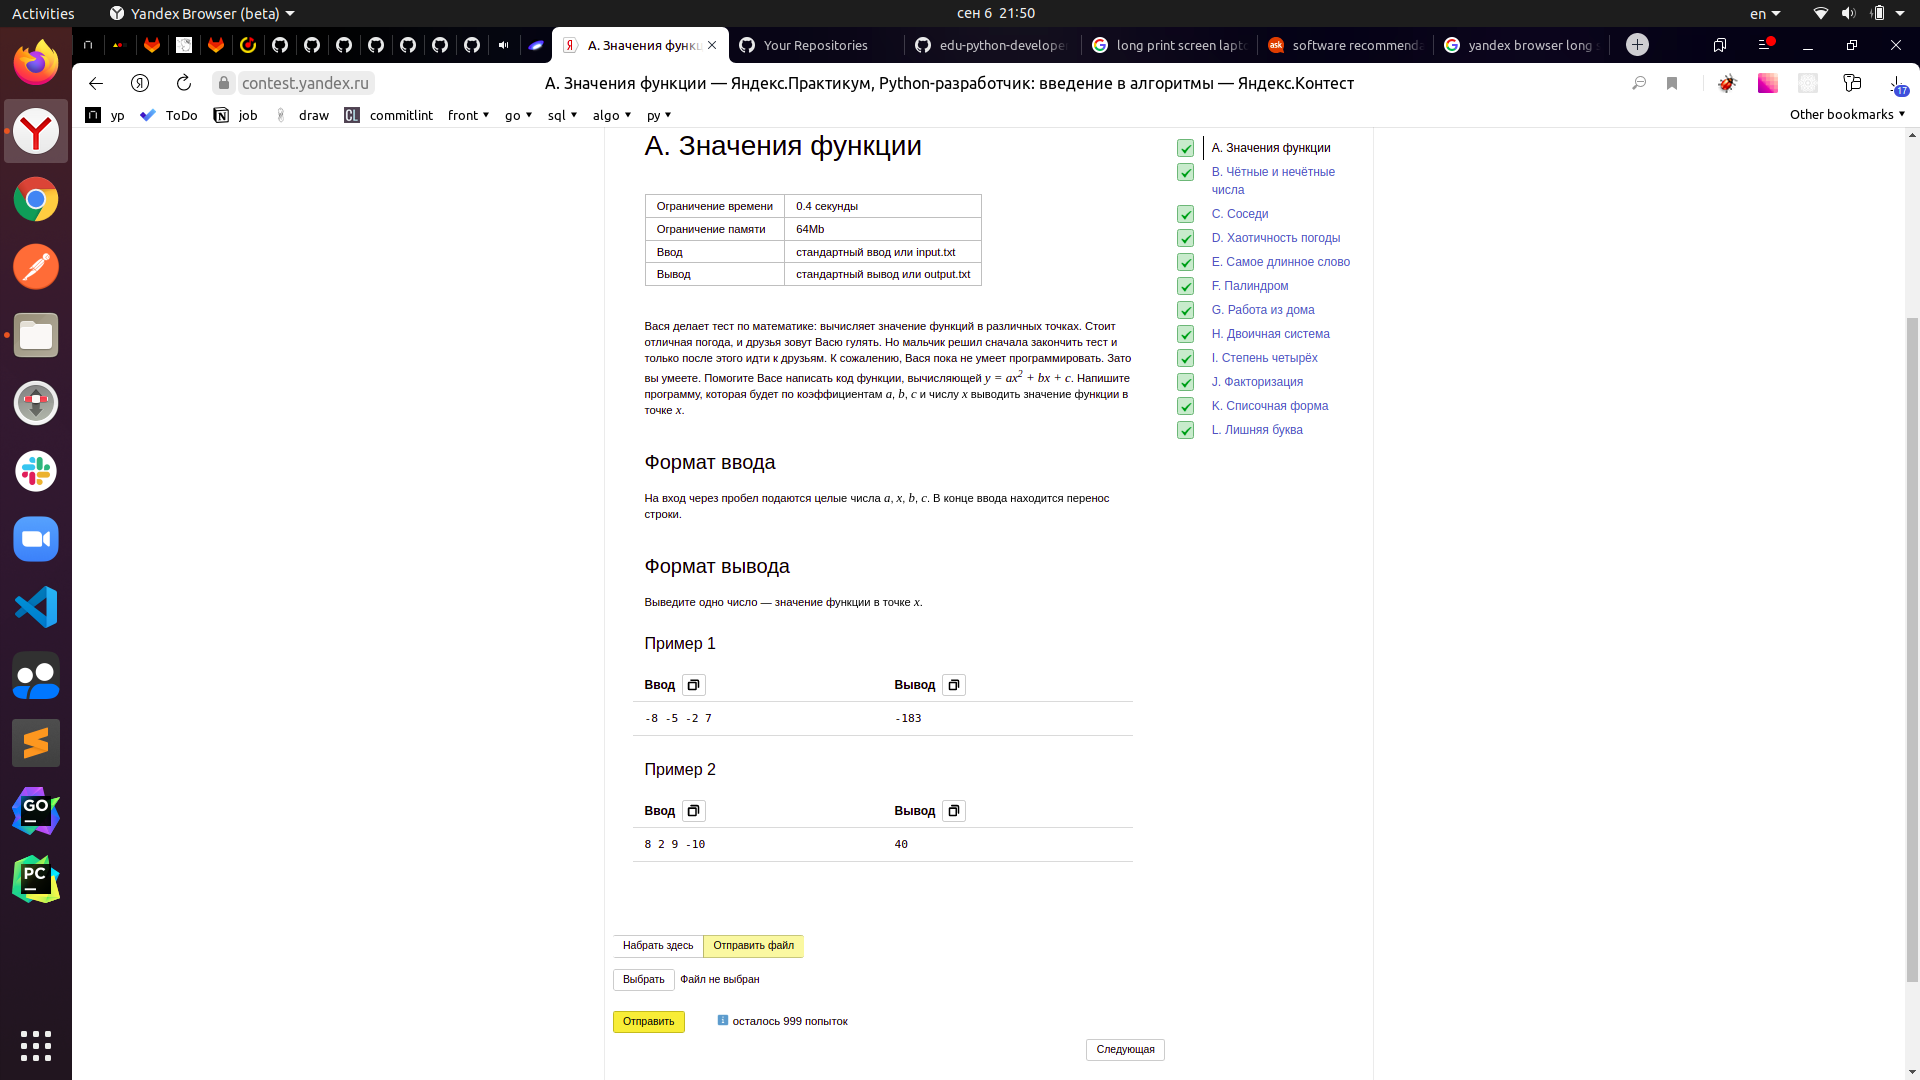 Activities
Yandex Browser (beta)
сен 6 21:50
en
A. Значения функц
Your Repositories
edu-python-develope
long print screen lapt
ask
software recommend
yandex browser long s
contest.yandex.ru
A. Значения функции — Яндекс.Практикум, Python-разработчик: введение в алгоритмы — Яндекс.Контест
17
yp
ToDo
job
draw
CL
commitlint
front
go
sql
algo
py
Other bookmarks
A. Значения функции
Ограничение времени 0.4 секунды
Ограничение памяти 64Mb
Ввод стандартный ввод или input.txt
Вывод стандартный вывод или output.txt
Вася делает тест по математике: вычисляет значение функций в различных точках. Стоит
отличная погода, и друзья зовут Васю гулять. Но мальчик решил сначала закончить тест и
только после этого идти к друзьям. К сожалению, Вася пока не умеет программировать. Зато
вы умеете. Помогите Васе написать код функции, вычисляющей y = ax² + bx + c. Напишите
программу, которая будет по коэффициентам a, b, c и числу x выводить значение функции в
точке x.
Формат ввода
На вход через пробел подаются целые числа a, x, b, c. В конце ввода находится перенос
строки.
Формат вывода
Выведите одно число — значение функции в точке x.
Пример 1
Ввод Вывод
-8 -5 -2 7 -183
Пример 2
Ввод Вывод
8 2 9 -10 40
Набрать здесь Отправить файл
Выбрать Файл не выбран
Отправить осталось 999 попыток
Следующая
A. Значения функции
B. Чётные и нечётные
числа
C. Соседи
D. Хаотичность погоды
E. Самое длинное слово
F. Палиндром
G. Работа из дома
H. Двоичная система
I. Степень четырёх
J. Факторизация
K. Списочная форма
L. Лишняя буква
GO
PC